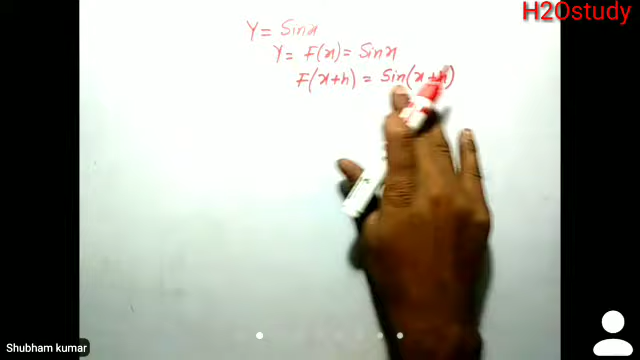 H2Ostudy
Y = Sinx
Y = F(x) = Sinx
F(x+h) = Sin(x+h)
Shubham kumar